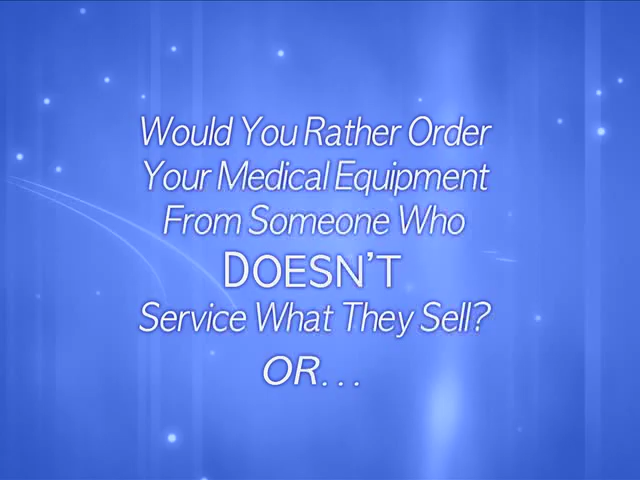 Would You Rather Order
Your Medical Equipment
From Someone Who
DOESN'T
Service What They Sell?
OR...